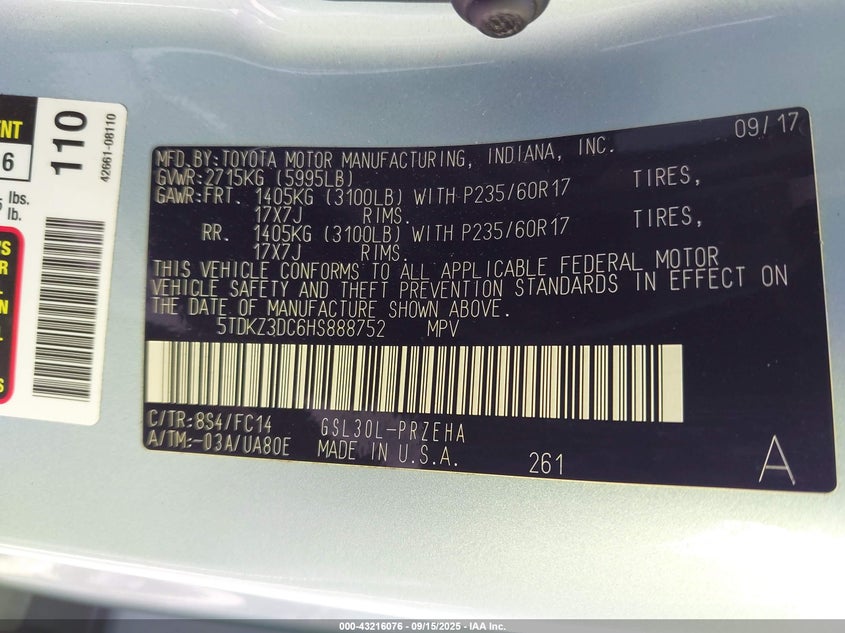 NT
6
lbs.
lb.
'S
R
L
N
L
S
110
42661-08110
09/17
MFD.BY:TOYOTA MOTOR MANUFACTURING, INDIANA, INC.
GVWR:2715KG (5995LB)
GAWR:FRT. 1405KG (3100LB) WITH P235/60R17 TIRES,
17X7J RIMS.
RR. 1405KG (3100LB) WITH P235/60R17 TIRES,
17X7J RIMS.
THIS VEHICLE CONFORMS TO ALL APPLICABLE FEDERAL MOTOR
VEHICLE SAFETY AND THEFT PREVENTION STANDARDS IN EFFECT ON
THE DATE OF MANUFACTURE SHOWN ABOVE.
5TDKZ3DC6HS888752 MPV
C/TR:8S4/FC14 GSL30L-PRZEHA
A/TM:-03A/UA80E MADE IN U.S.A. 261 A
000-43216076 - 09/15/2025 - IAA Inc.